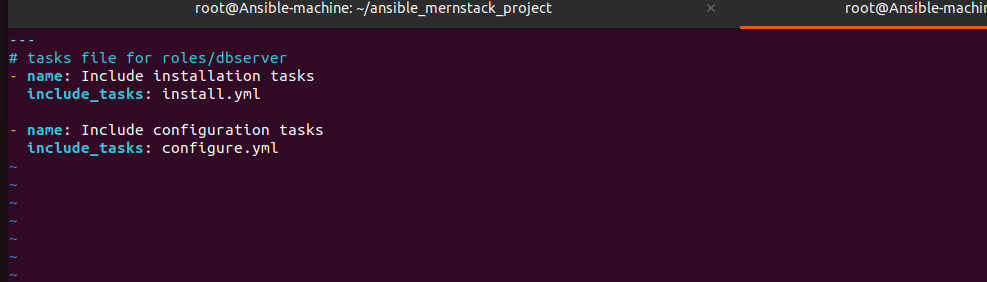 root@Ansible-machine: ~/ansible_mernstack_project × root@Ansible-machin
---
# tasks file for roles/dbserver
- name: Include installation tasks
  include_tasks: install.yml

- name: Include configuration tasks
  include_tasks: configure.yml
~
~
~
~
~
~
~